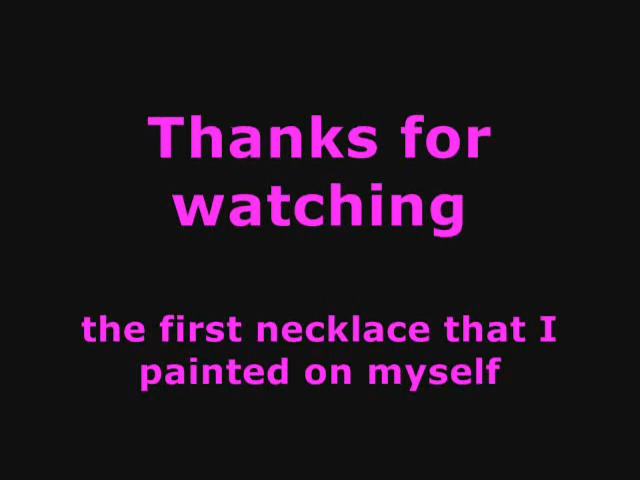 Thanks for
watching
the first necklace that I
painted on myself